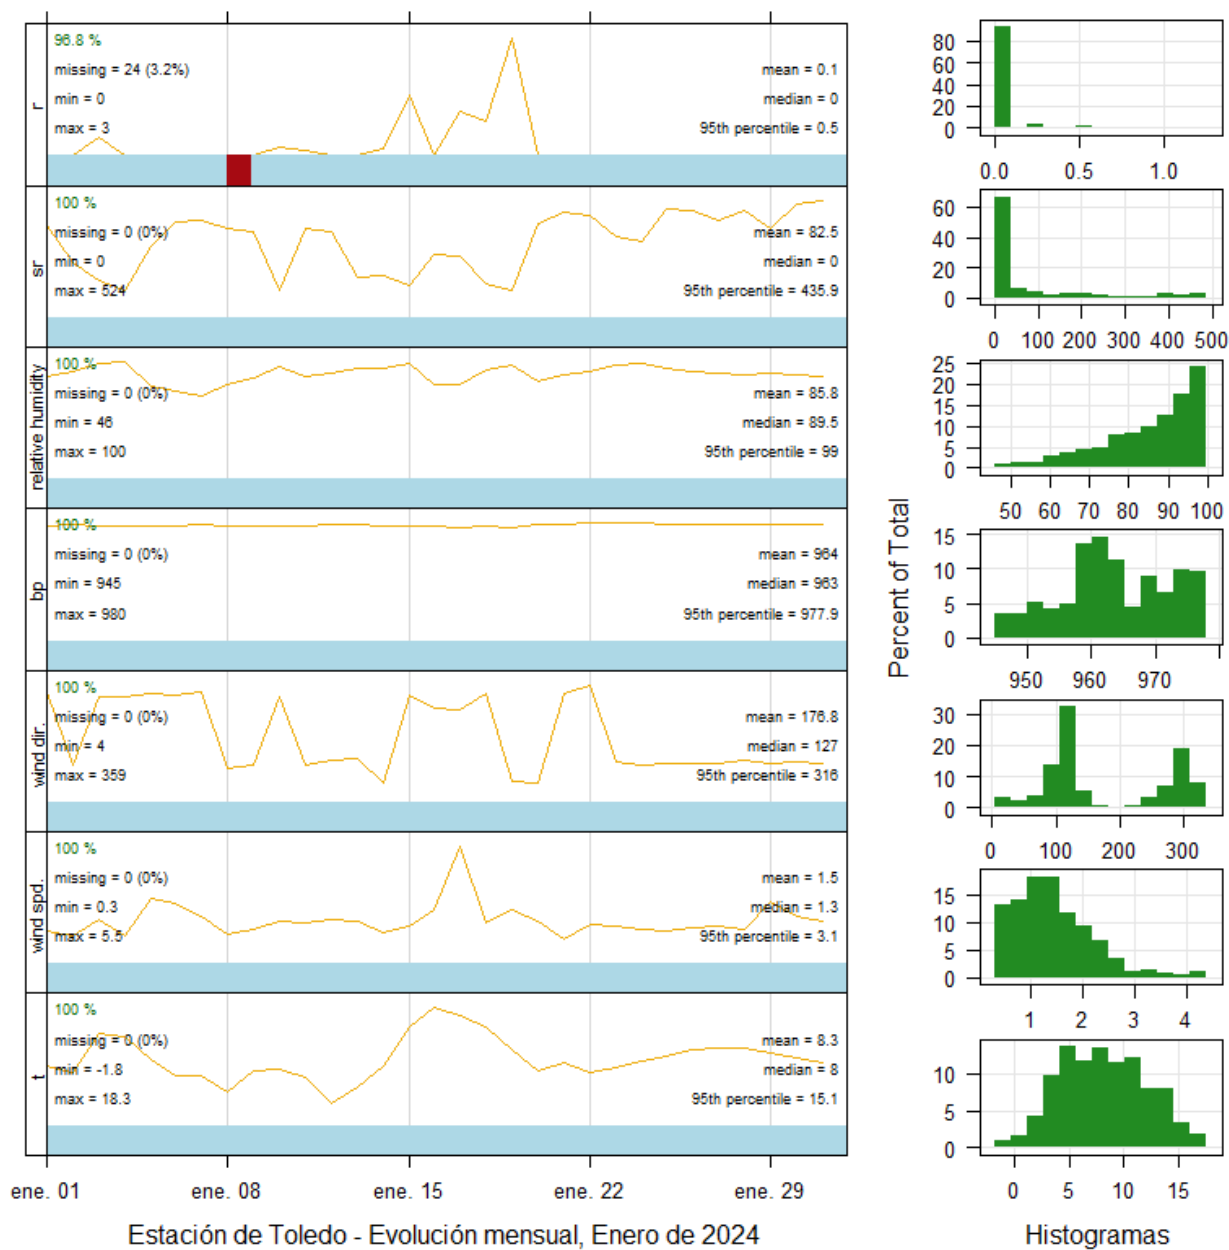 r
96.8 %
missing = 24 (3.2%)
min = 0
max = 3
mean = 0.1
median = 0
95th percentile = 0.5
sr
100 %
missing = 0 (0%)
min = 0
max = 524
mean = 82.5
median = 0
95th percentile = 435.9
relative humidity
100 %
missing = 0 (0%)
min = 46
max = 100
mean = 85.8
median = 89.5
95th percentile = 99
bp
100 %
missing = 0 (0%)
min = 945
max = 980
mean = 964
median = 963
95th percentile = 977.9
wind dir.
100 %
missing = 0 (0%)
min = 4
max = 359
mean = 176.8
median = 127
95th percentile = 316
wind spd.
100 %
missing = 0 (0%)
min = 0.3
max = 5.5
mean = 1.5
median = 1.3
95th percentile = 3.1
t
100 %
missing = 0 (0%)
min = -1.8
max = 18.3
mean = 8.3
median = 8
95th percentile = 15.1
ene. 01 ene. 08 ene. 15 ene. 22 ene. 29
Estación de Toledo - Evolución mensual, Enero de 2024
Percent of Total
80
60
40
20
0
0.0 0.5 1.0
60
40
20
0
0 100 200 300 400 500
25
20
15
10
5
0
50 60 70 80 90 100
15
10
5
0
950 960 970
30
20
10
0
0 100 200 300
15
10
5
0
1 2 3 4
10
5
0
0 5 10 15
Histogramas